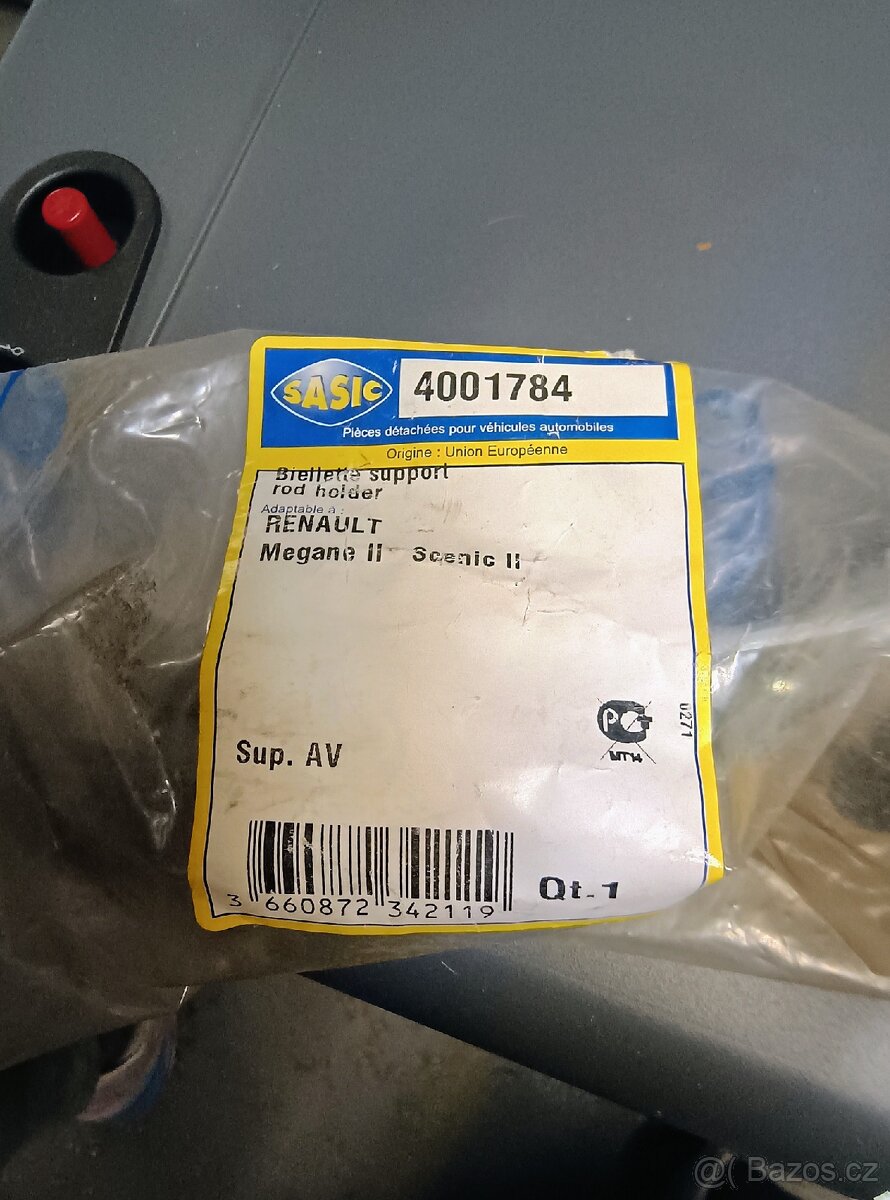 SASIC 4001784
Pièces détachées pour véhicules automobiles
Origine : Union Européenne
Biellette support
rod holder
Adaptable à :
RENAULT
Megane II - Scenic II
0271
Sup. AV
Qt. 1
3 660872 342119
@( Bazos.cz